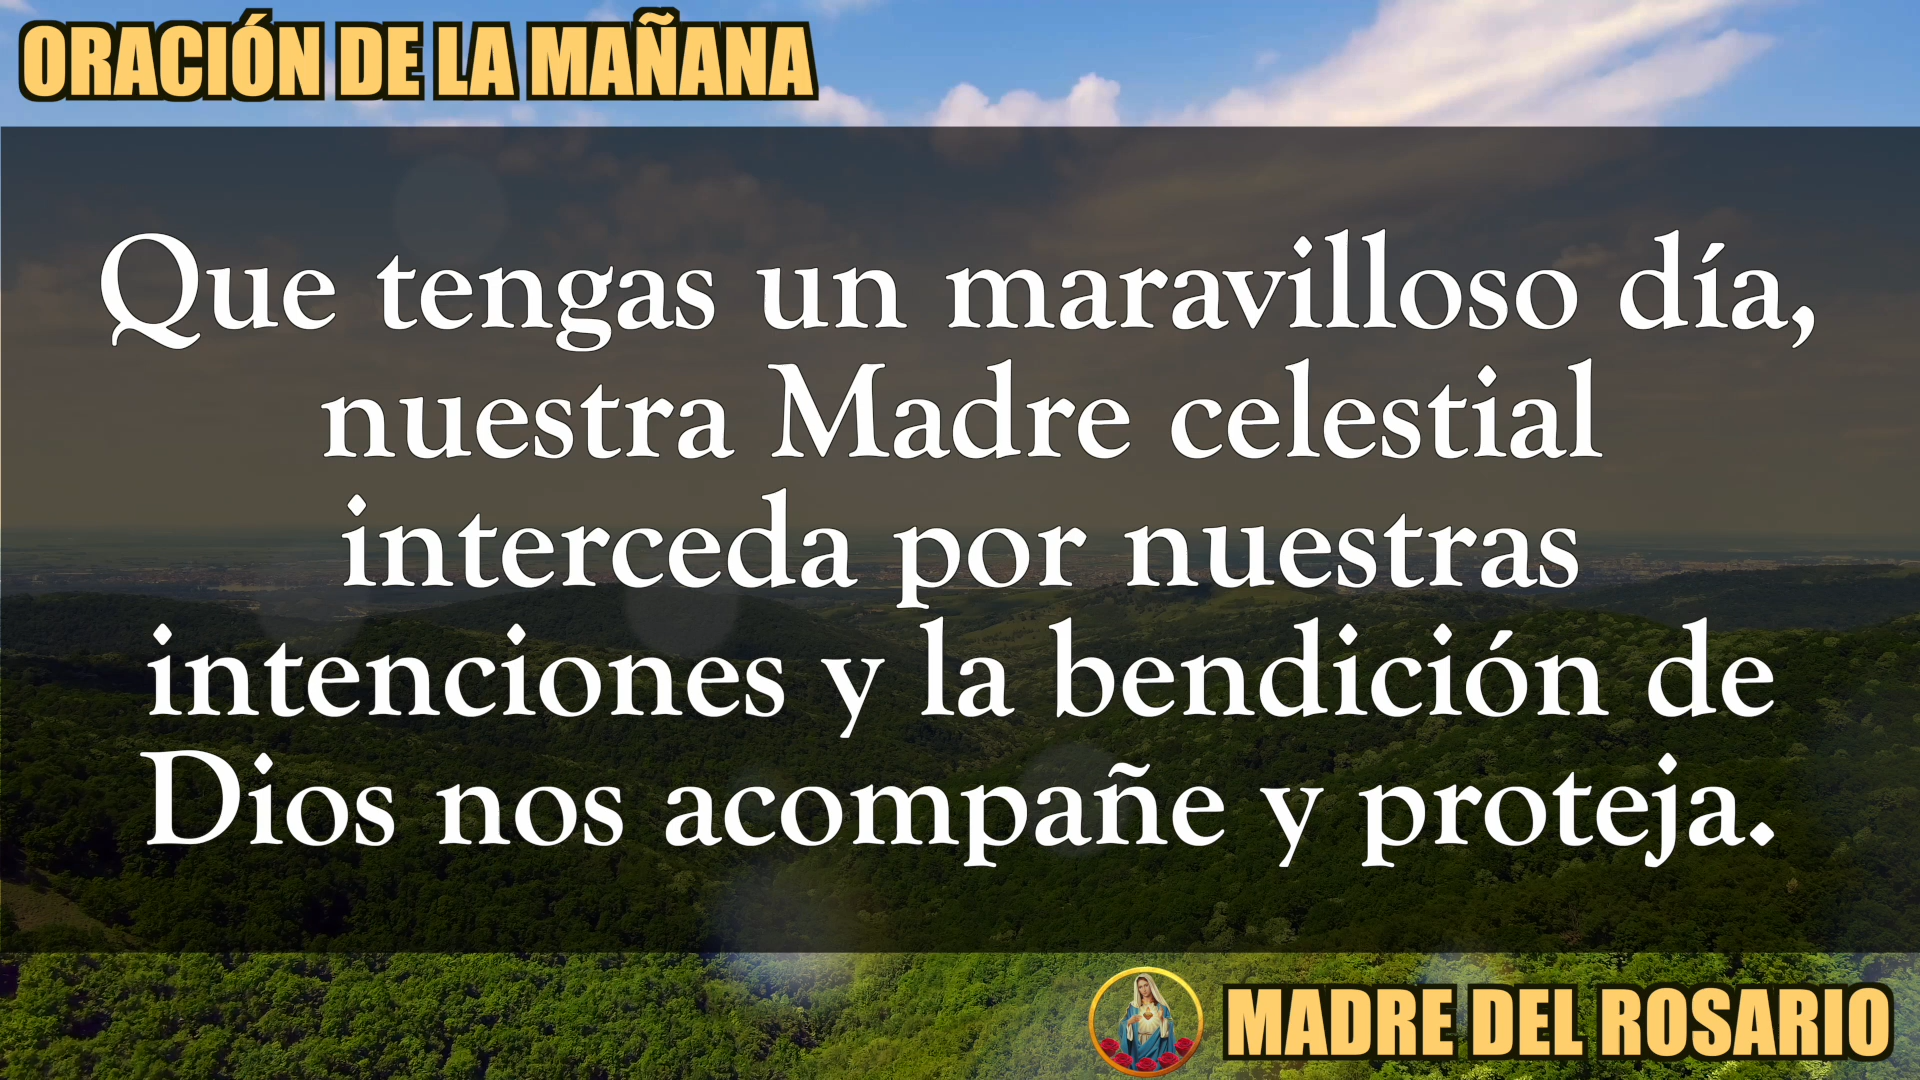 ORACIÓN DE LA MAÑANA
Que tengas un maravilloso día,
nuestra Madre celestial
interceda por nuestras
intenciones y la bendición de
Dios nos acompañe y proteja.
MADRE DEL ROSARIO